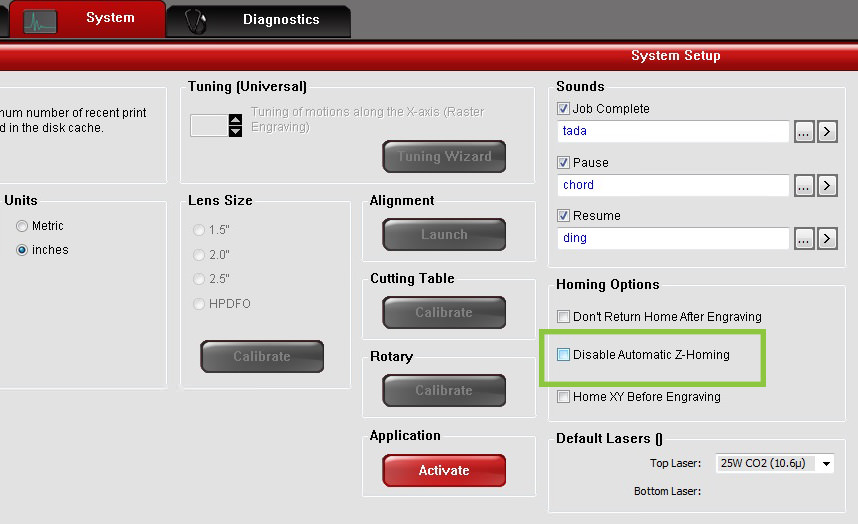 System
Diagnostics
System Setup
num number of recent print
d in the disk cache.
Units
Metric
inches
Tuning (Universal)
Tuning of motions along the X-axis (Raster
Engraving)
Tuning Wizard
Lens Size
1.5"
2.0"
2.5"
HPDFO
Calibrate
Alignment
Launch
Cutting Table
Calibrate
Rotary
Calibrate
Application
Activate
Sounds
Job Complete
tada
...
>
Pause
chord
...
>
Resume
ding
...
>
Homing Options
Don't Return Home After Engraving
Disable Automatic Z-Homing
Home XY Before Engraving
Default Lasers ()
Top Laser: 25W CO2 (10.6µ)
Bottom Laser: